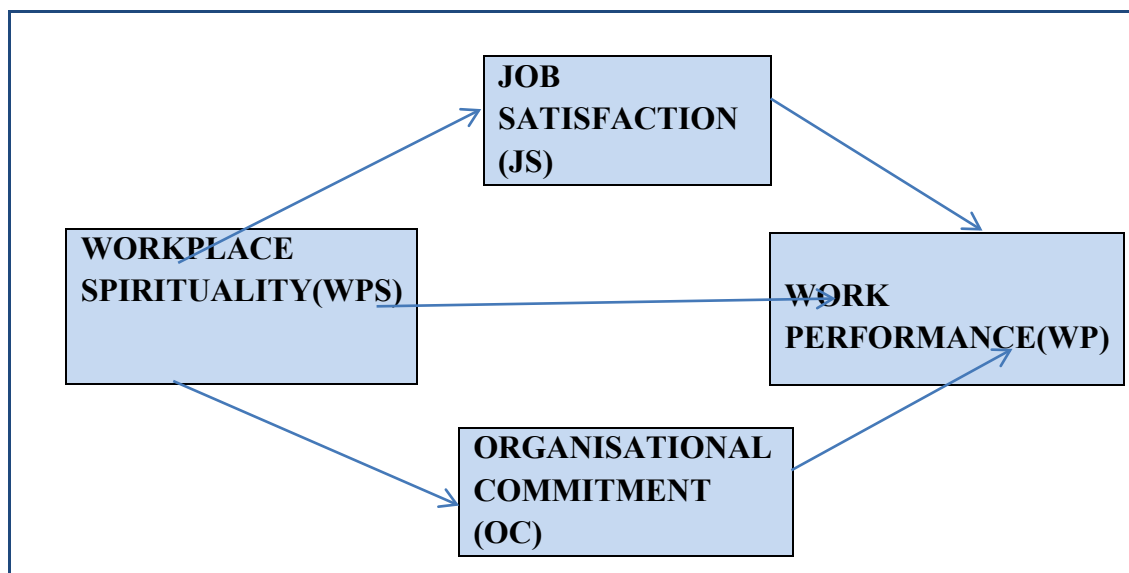 JOB
SATISFACTION
(JS)
WORKPLACE
SPIRITUALITY(WPS)
WORK
PERFORMANCE(WP)
ORGANISATIONAL
COMMITMENT
(OC)